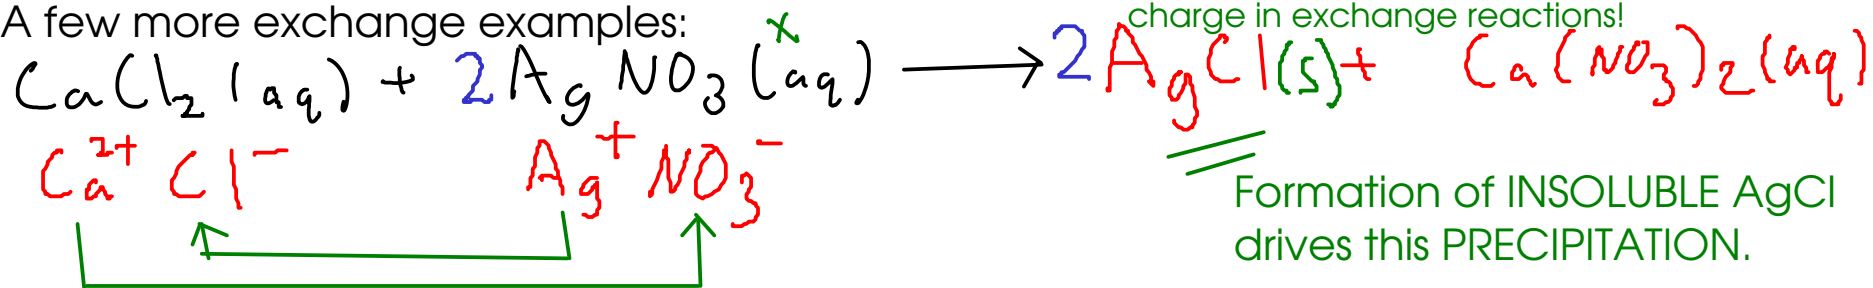 charge in exchange reactions!
A few more exchange examples:
x
CaCl₂(aq) + 2AgNO₃(aq) → 2AgCl(s) + Ca(NO₃)₂(aq)
Ca²⁺ Cl⁻ Ag⁺ NO₃⁻
Formation of INSOLUBLE AgCl
drives this PRECIPITATION.